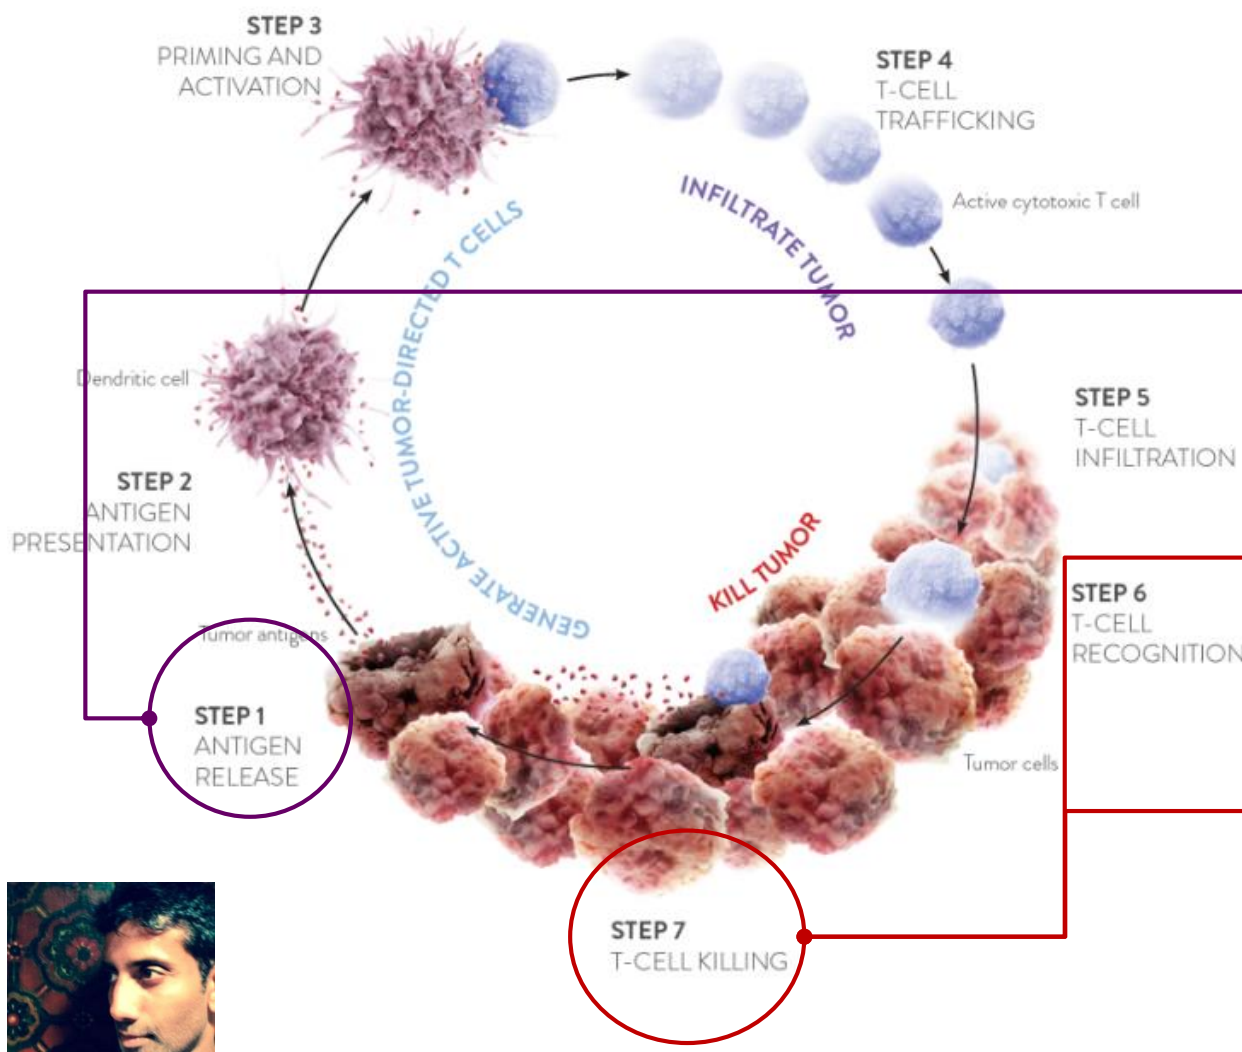 STEP 3
PRIMING AND
ACTIVATION
STEP 4
T-CELL
TRAFFICKING
Active cytotoxic T cell
INFILTRATE TUMOR
GENERATE ACTIVE TUMOR-DIRECTED T CELLS
Dendritic cell
STEP 5
T-CELL
INFILTRATION
STEP 2
ANTIGEN
PRESENTATION
KILL TUMOR
STEP 6
T-CELL
RECOGNITION
Tumor antigens
STEP 1
ANTIGEN
RELEASE
Tumor cells
STEP 7
T-CELL KILLING